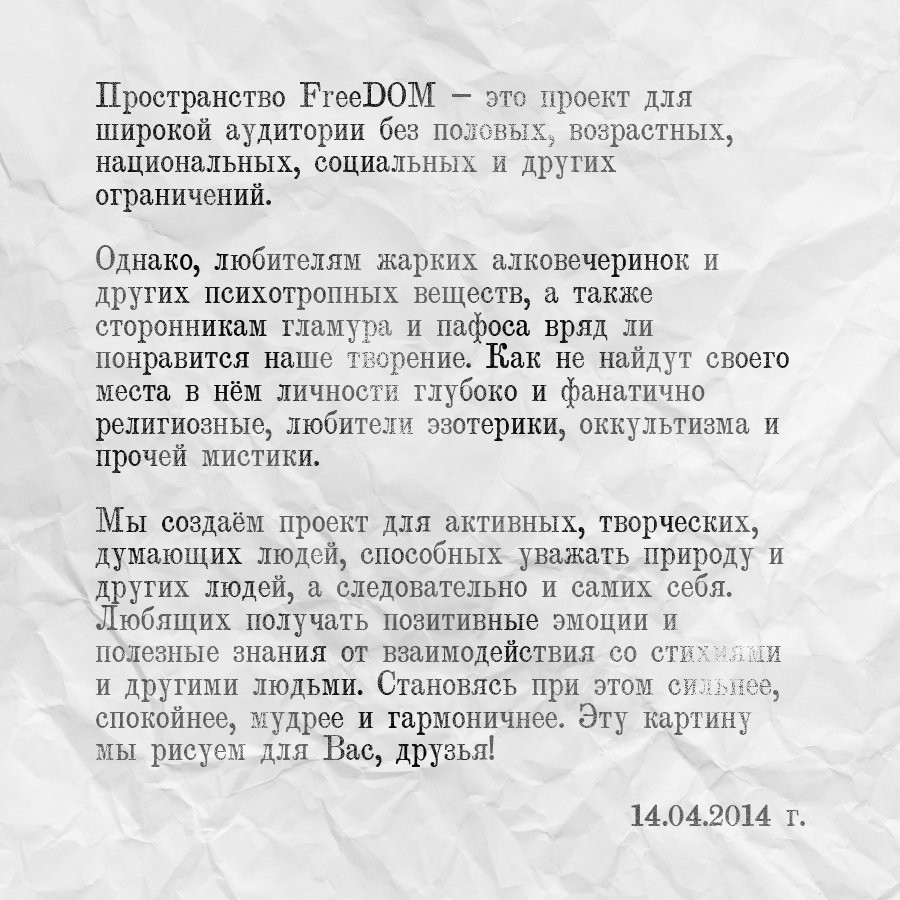 Пространство FreeDOM — это проект для
широкой аудитории без половых, возрастных,
национальных, социальных и других
ограничений.
Однако, любителям жарких алковечеринок и
других психотропных веществ, а также
сторонникам гламура и пафоса вряд ли
понравится наше творение. Как не найдут своего
места в нём личности глубоко и фанатично
религиозные, любители эзотерики, оккультизма и
прочей мистики.
Мы создаём проект для активных, творческих,
думающих людей, способных уважать природу и
других людей, а следовательно и самих себя.
Любящих получать позитивные эмоции и
полезные знания от взаимодействия со стихиями
и другими людьми. Становясь при этом сильнее,
спокойнее, мудрее и гармоничнее. Эту картину
мы рисуем для Вас, друзья!
14.04.2014 г.